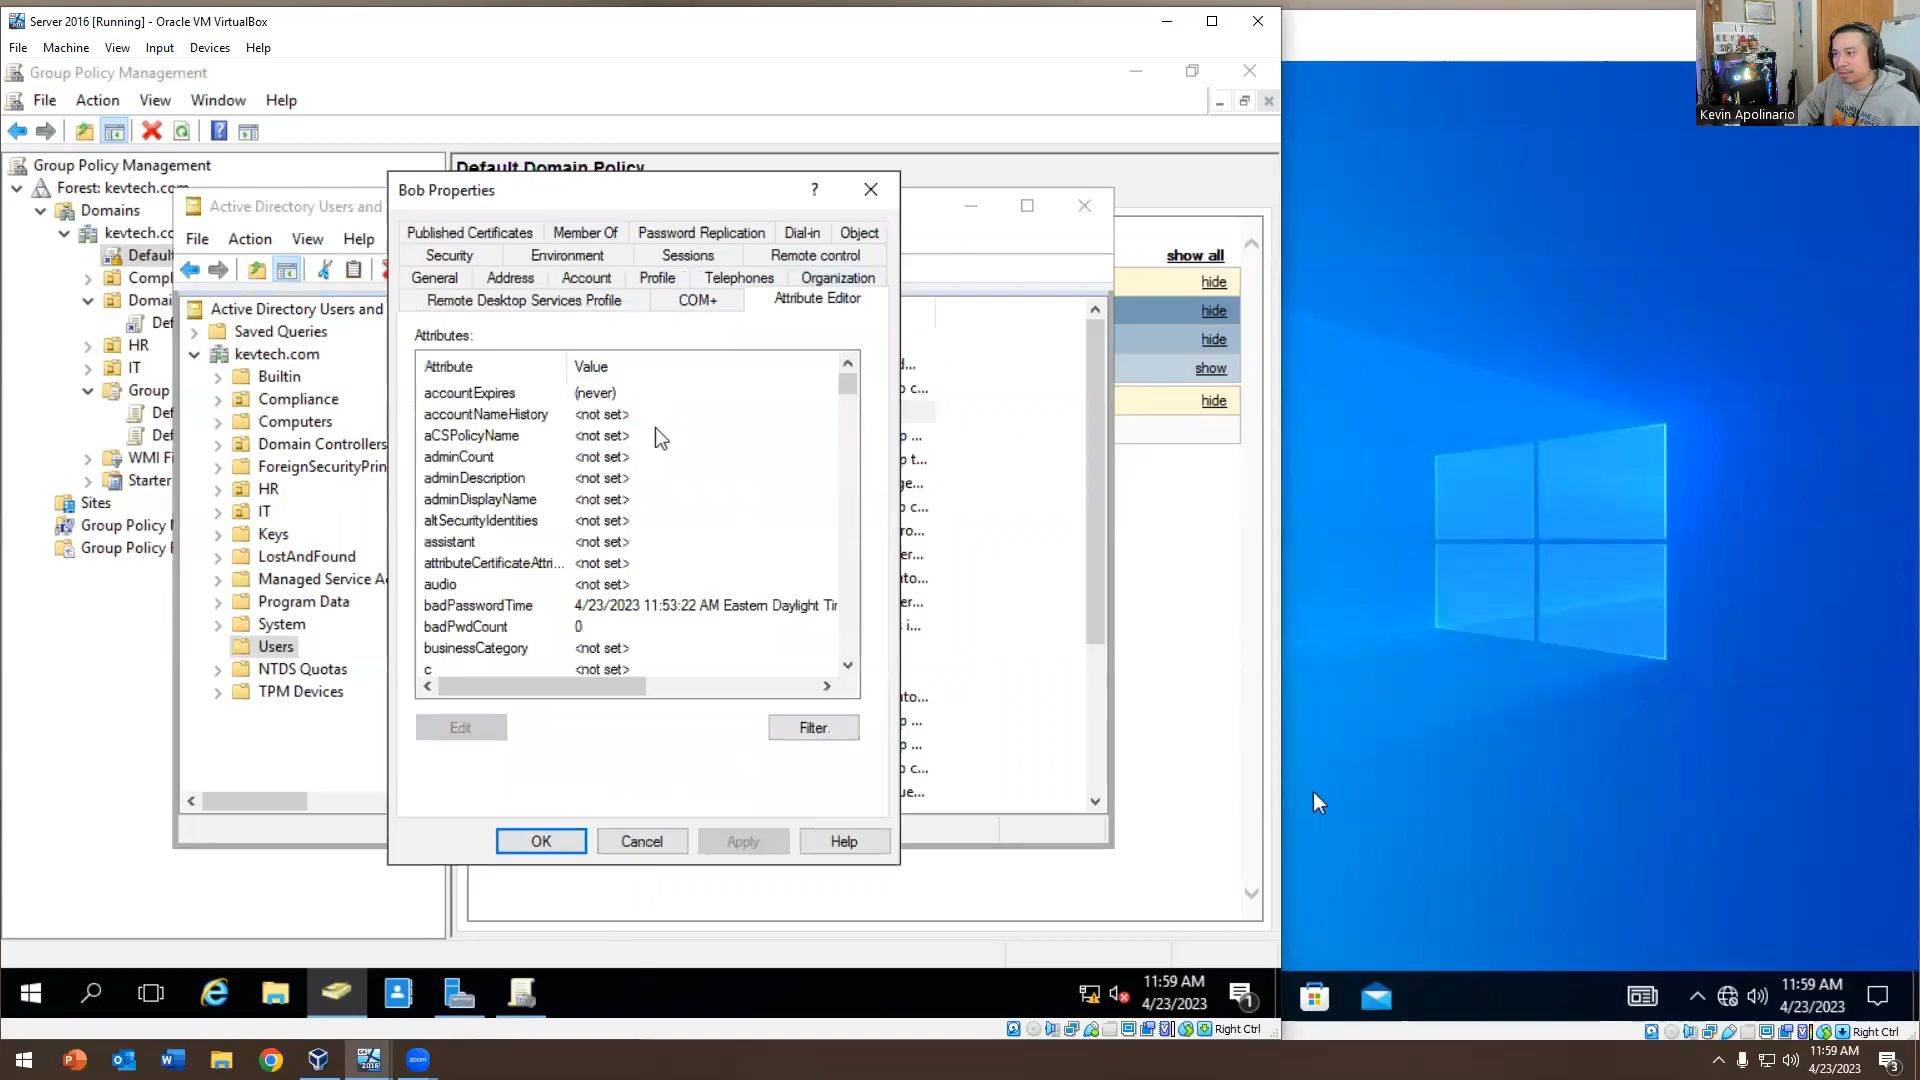 Server 2016 [Running] - Oracle VM VirtualBox
File Machine View Input Devices Help
Group Policy Management
File Action View Window Help
Group Policy Management
Forest: kevtech.com
Domains
Default Domain Policy
show all
hide
hide
hide
show
hide
HR
IT
Group
Starter
Sites
Group Policy
Group Policy
Active Directory Users and
File Action View Help
Active Directory Users and
Saved Queries
kevtech.com
Builtin
Compliance
Computers
Domain Controllers
HR
IT
Keys
LostAndFound
Program Data
System
Users
NTDS Quotas
TPM Devices
Bob Properties
Published Certificates Member Of Password Replication Dial-in Object
Security Environment Sessions Remote control
General Address Account Profile Telephones Organization
Remote Desktop Services Profile COM+ Attribute Editor
Attributes:
Attribute Value
accountExpires (never)
accountNameHistory <not set>
aCSPolicyName <not set>
adminCount <not set>
adminDescription <not set>
adminDisplayName <not set>
altSecurityIdentities <not set>
assistant <not set>
attributeCertificateAttri... <not set>
audio <not set>
badPasswordTime 4/23/2023 11:53:22 AM Eastern Daylight
badPwdCount 0
businessCategory <not set>
c <not set>
Edit Filter
OK Cancel Apply Help
Kevin Apolinario
11:59 AM
4/23/2023
1
Right Ctrl
11:59 AM
4/23/2023
Right Ctrl
zoom
11:59 AM
4/23/2023
3